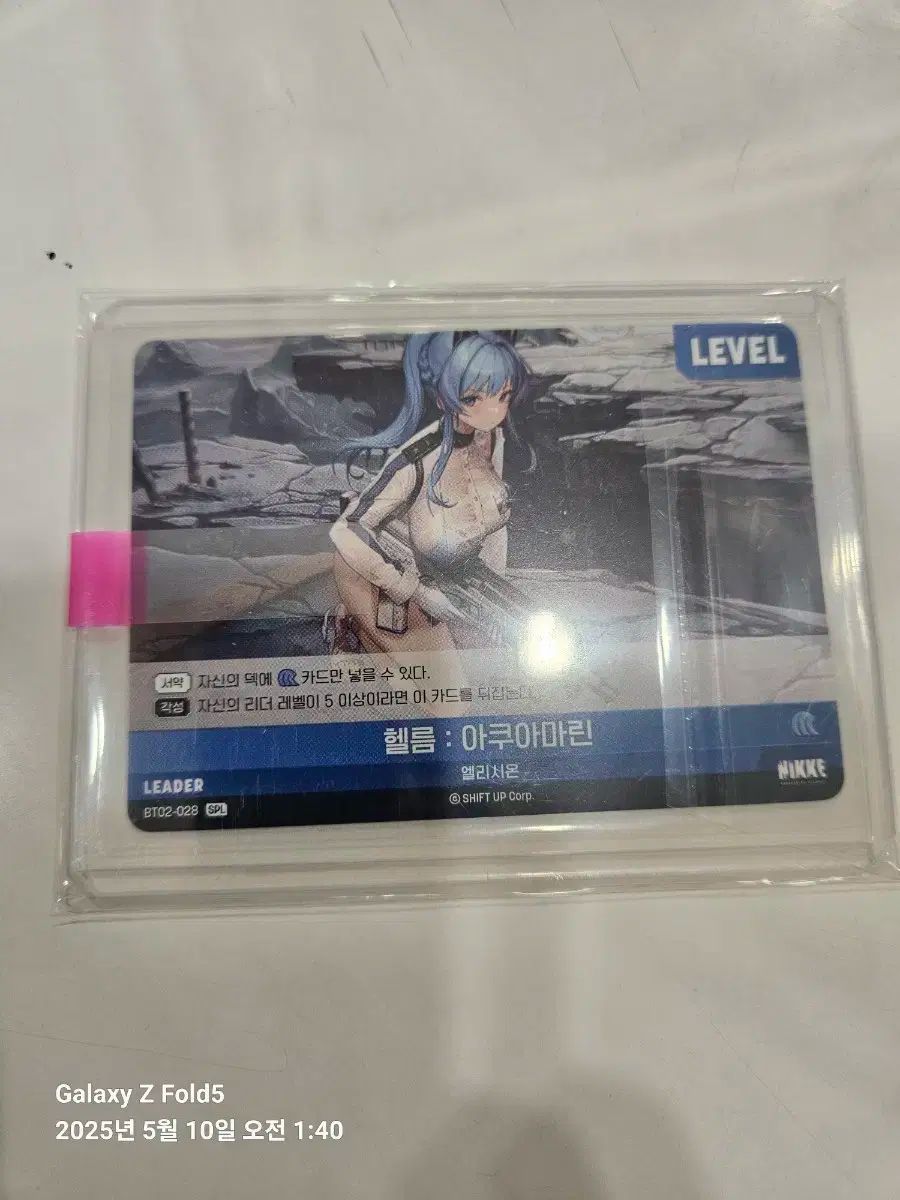 LEVEL
서약 자신의 덱에 카드만 넣을 수 있다.
각성 자신의 리더 레벨이 5 이상이라면 이 카드를 뒤집는다.
헬름 : 아쿠아마린
엘리시온
LEADER
NIKKE
BT02-028 SPL
© SHIFT UP Corp.
Galaxy Z Fold5
2025년 5월 10일 오전 1:40